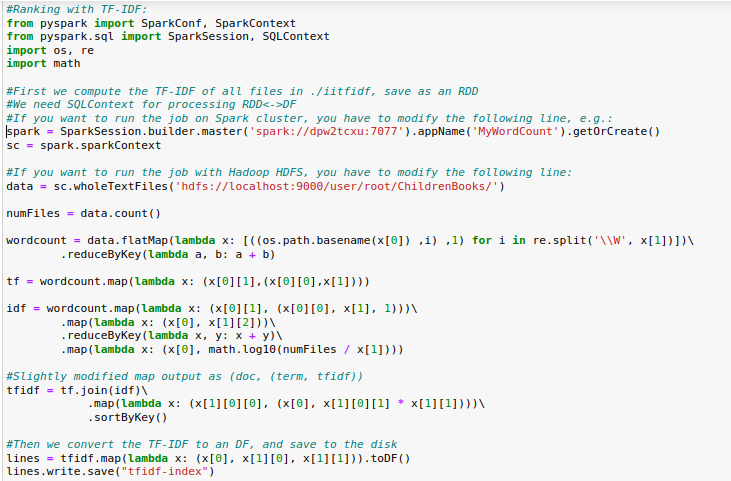 #Ranking with TF-IDF:
from pyspark import SparkConf, SparkContext
from pyspark.sql import SparkSession, SQLContext
import os, re
import math

#First we compute the TF-IDF of all files in ./iitfidf, save as an RDD
#We need SQLContext for processing RDD<->DF
#If you want to run the job on Spark cluster, you have to modify the following line, e.g.:
spark = SparkSession.builder.master('spark://dpw2tcxu:7077').appName('MyWordCount').getOrCreate()
sc = spark.sparkContext

#If you want to run the job with Hadoop HDFS, you have to modify the following line:
data = sc.wholeTextFiles('hdfs://localhost:9000/user/root/ChildrenBooks/')

numFiles = data.count()

wordcount = data.flatMap(lambda x: [((os.path.basename(x[0]) ,i) ,1) for i in re.split('\\W', x[1])])\
        .reduceByKey(lambda a, b: a + b)

tf = wordcount.map(lambda x: (x[0][1],(x[0][0],x[1])))

idf = wordcount.map(lambda x: (x[0][1], (x[0][0], x[1], 1)))\
        .map(lambda x: (x[0], x[1][2]))\
        .reduceByKey(lambda x, y: x + y)\
        .map(lambda x: (x[0], math.log10(numFiles / x[1])))

#Slightly modified map output as (doc, (term, tfidf))
tfidf = tf.join(idf)\
            .map(lambda x: (x[1][0][0], (x[0], x[1][0][1] * x[1][1])))\
            .sortByKey()

#Then we convert the TF-IDF to an DF, and save to the disk
lines = tfidf.map(lambda x: (x[0], x[1][0], x[1][1])).toDF()
lines.write.save("tfidf-index")